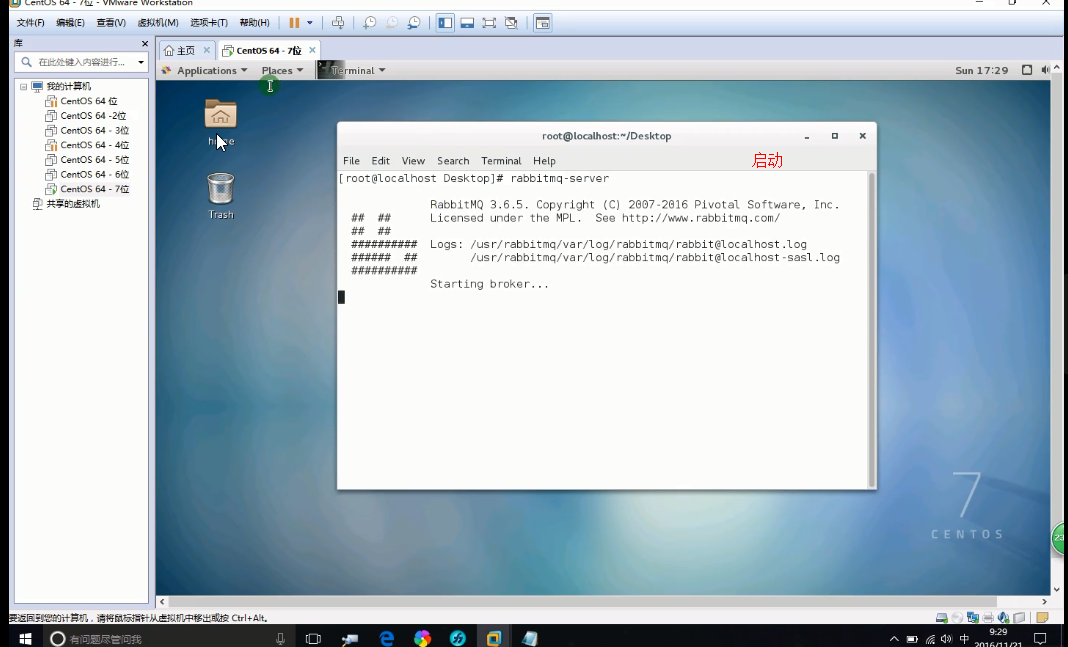 CentOS 64 - 7位 - VMware Workstation
文件(F) 编辑(E) 查看(V) 虚拟机(M) 选项卡(T) 帮助(H)
库
在此处键入内容进行...
我的计算机
CentOS 64 位
CentOS 64 -2位
CentOS 64 - 3位
CentOS 64 - 4位
CentOS 64 - 5位
CentOS 64 - 6位
CentOS 64 - 7位
共享的虚拟机
主页
CentOS 64 - 7位
Applications Places Terminal Sun 17:29
home
Trash
root@localhost:~/Desktop
File Edit View Search Terminal Help
启动
[root@localhost Desktop]# rabbitmq-server
RabbitMQ 3.6.5. Copyright (C) 2007-2016 Pivotal Software, Inc.
## ## Licensed under the MPL. See http://www.rabbitmq.com/
## ##
########## Logs: /usr/rabbitmq/var/log/rabbitmq/rabbit@localhost.log
###### ## /usr/rabbitmq/var/log/rabbitmq/rabbit@localhost-sasl.log
##########
Starting broker...
7
CENTOS
要返回到您的计算机，请将鼠标指针从虚拟机中移出或按 Ctrl+Alt。
有问题尽管问我
中
9:29
2016/11/21